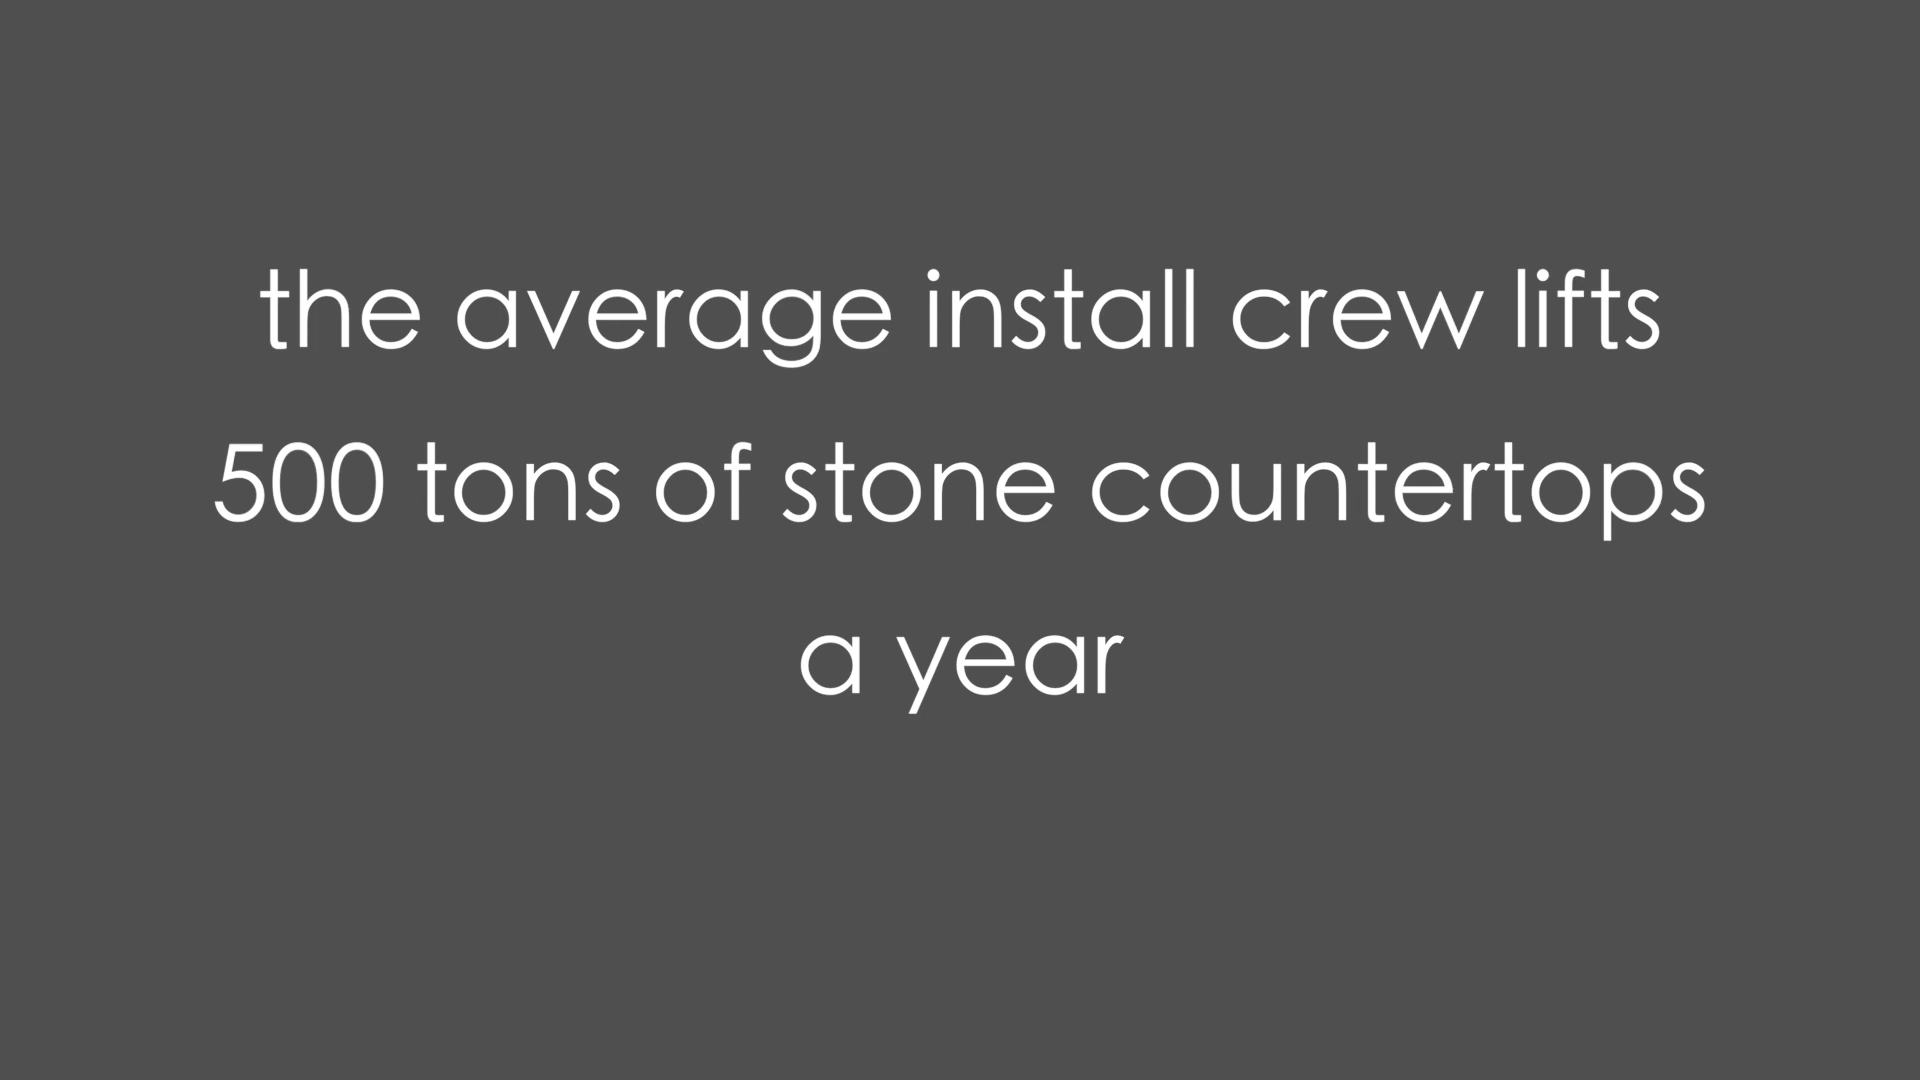 the average install crew lifts
500 tons of stone countertops
a year